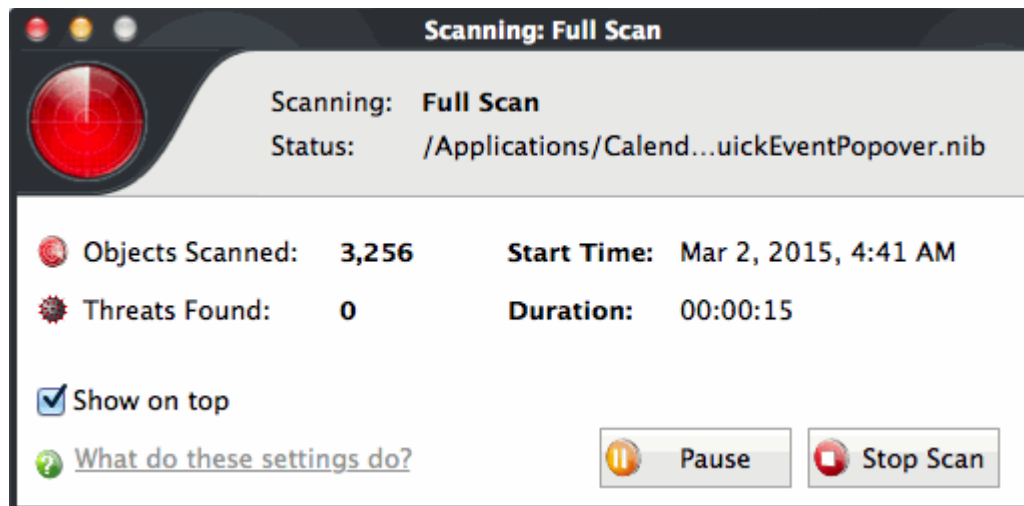 Scanning: Full Scan
Scanning: Full Scan
Status: /Applications/Calend...uickEventPopover.nib
Objects Scanned: 3,256 Start Time: Mar 2, 2015, 4:41 AM
Threats Found: 0 Duration: 00:00:15
Show on top
What do these settings do? Pause Stop Scan